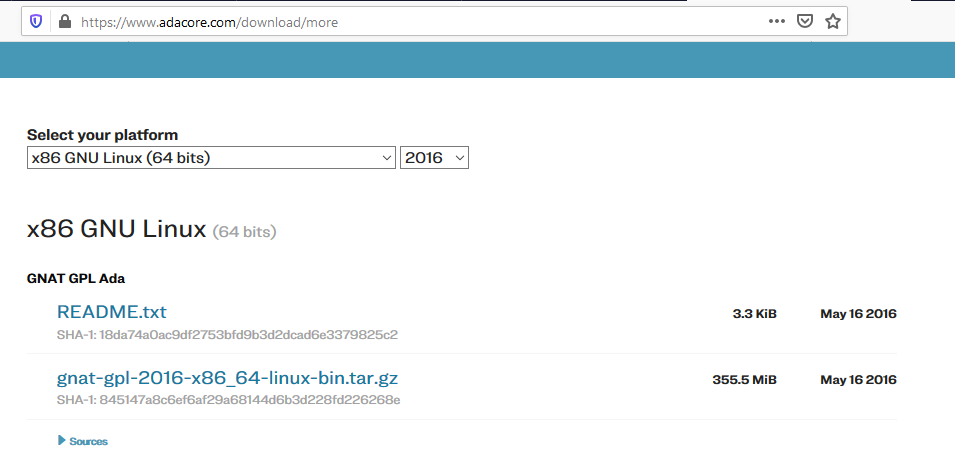 https://www.adacore.com/download/more
Select your platform
x86 GNU Linux (64 bits) 2016
x86 GNU Linux (64 bits)
GNAT GPL Ada
README.txt 3.3 KiB May 16 2016
SHA-1: 18da74a0ac9df2753bfd9b3d2dcad6e3379825c2
gnat-gpl-2016-x86_64-linux-bin.tar.gz 355.5 MiB May 16 2016
SHA-1: 845147a8c6ef6af29a68144d6b3d228fd226268e
Sources